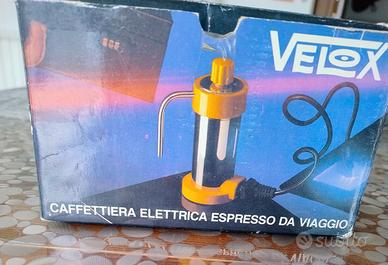 VELOX
CAFFETTIERA ELETTRICA ESPRESSO DA VIAGGIO
subito